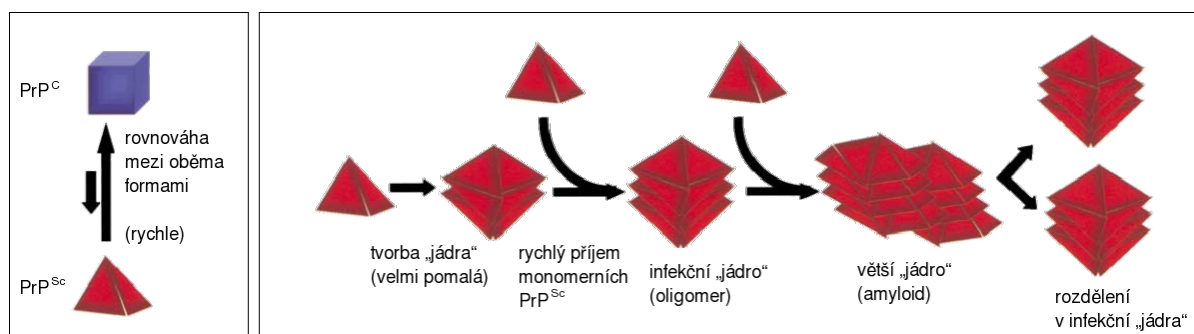 PrP^C
rovnováha
mezi oběma
formami
(rychle)
PrP^Sc
tvorba „jádra“
(velmi pomalá)
rychlý příjem
monomerních
PrP^Sc
infekční „jádro“
(oligomer)
větší „jádro“
(amyloid)
rozdělení
v infekční „jádra“